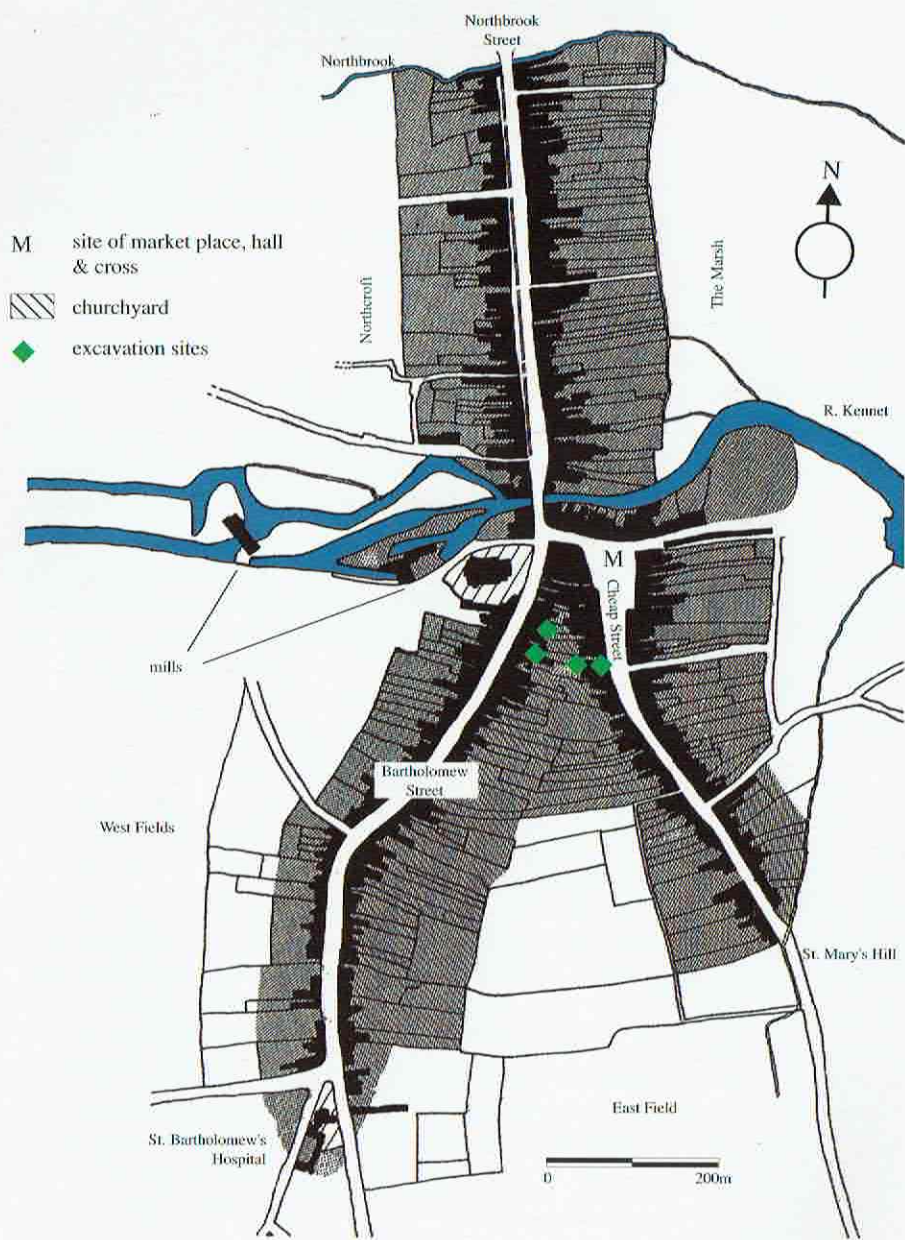 Northbrook
Street
Northbrook
N
M site of market place, hall
& cross
churchyard
excavation sites
Northcroft
The Marsh
R. Kennet
M
Cheap Street
mills
Bartholomew
Street
West Fields
St. Mary's Hill
East Field
St. Bartholomew's
Hospital
0 200m